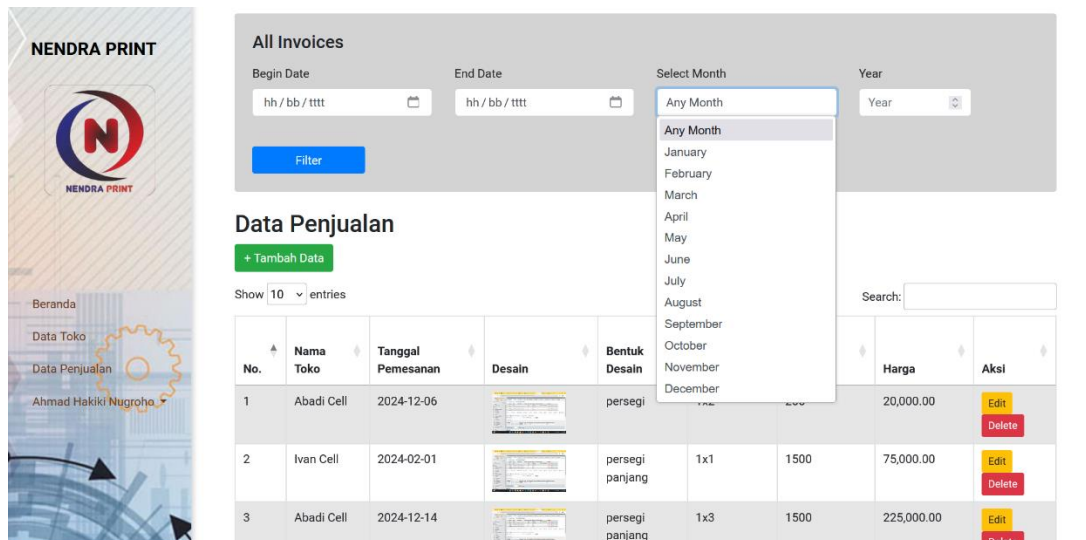 NENDRA PRINT
N
NENDRA PRINT
Beranda
Data Toko
Data Penjualan
Ahmad Hakiki Nugroho
All Invoices
Begin Date End Date Select Month Year
hh / bb / tttt hh / bb / tttt Any Month Year
Any Month
January
February
March
April
May
June
July
August
September
October
November
December
Filter
Data Penjualan
+ Tambah Data
Show 10 entries Search:
No. Nama Toko Tanggal Pemesanan Desain Bentuk Desain Harga Aksi
1 Abadi Cell 2024-12-06 persegi 20,000.00 Edit
Delete
2 Ivan Cell 2024-02-01 persegi panjang 1x1 1500 75,000.00 Edit
Delete
3 Abadi Cell 2024-12-14 persegi panjang 1x3 1500 225,000.00 Edit